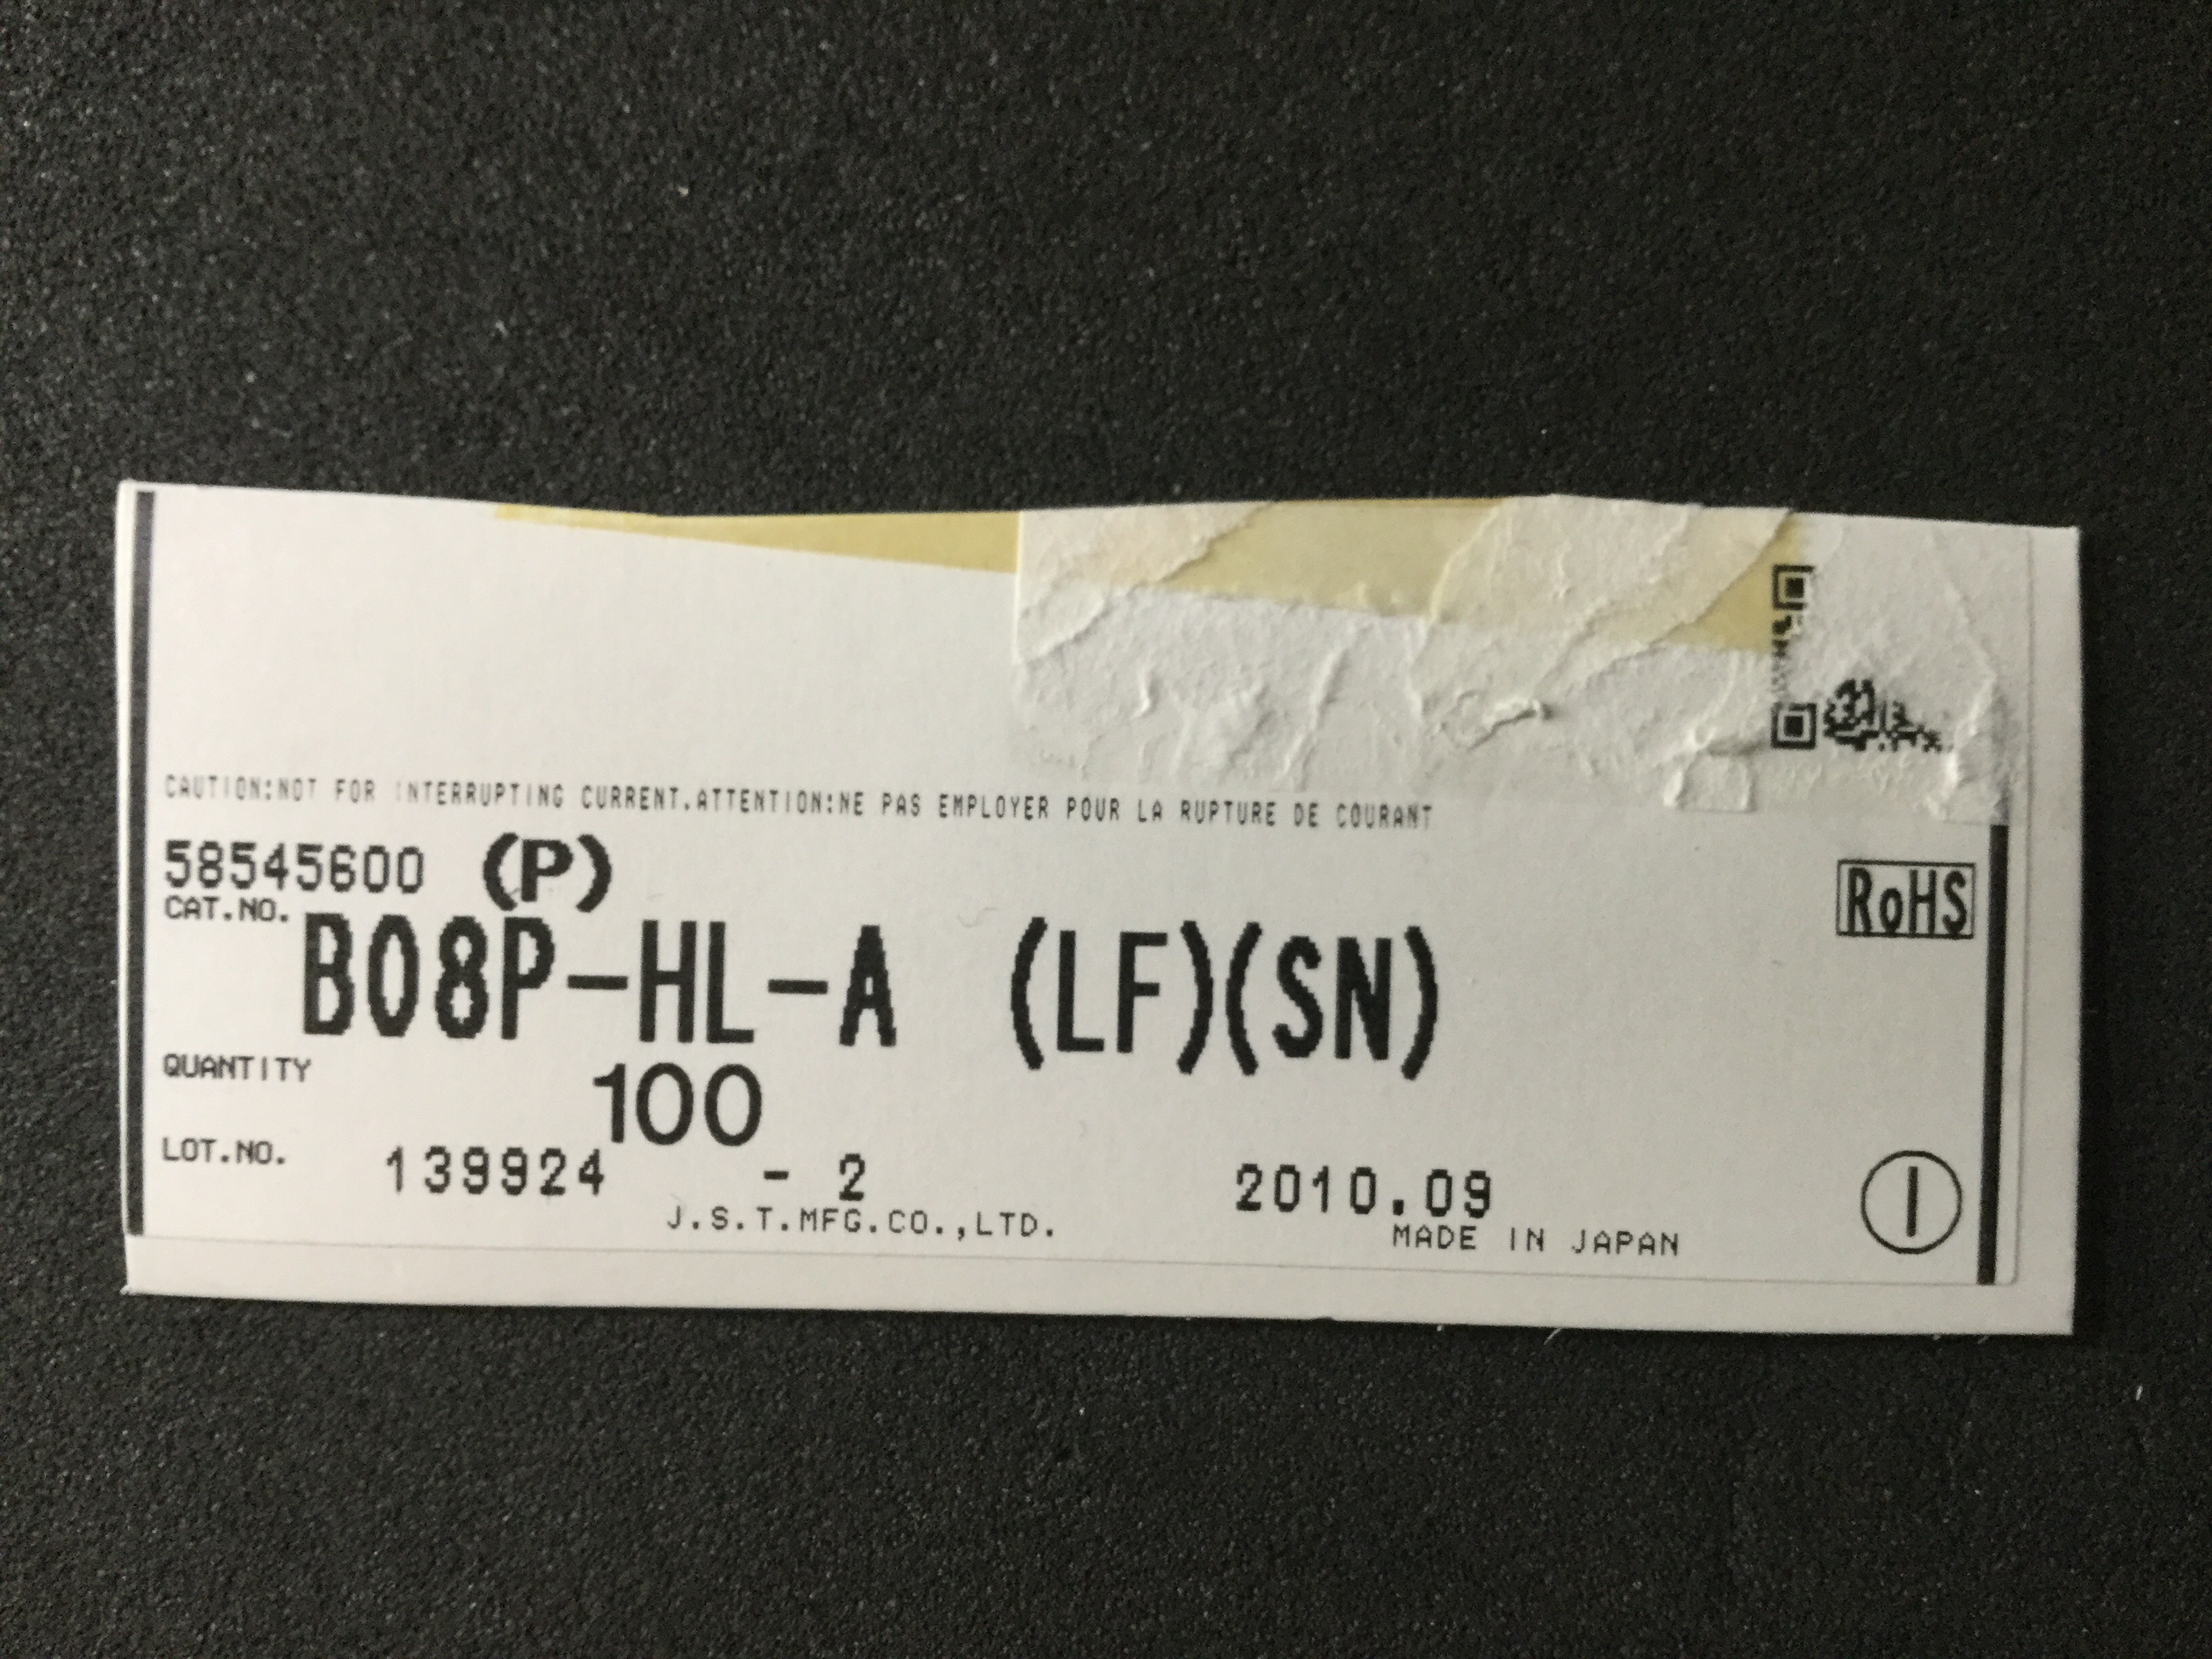 CAUTION:NOT FOR INTERRUPTING CURRENT.ATTENTION:NE PAS EMPLOYER POUR LA RUPTURE DE COURANT
58545600 (P)
RoHS
CAT.NO. B08P-HL-A (LF)(SN)
QUANTITY 100
LOT.NO. 139924 - 2 2010.09
J.S.T.MFG.CO.,LTD. MADE IN JAPAN